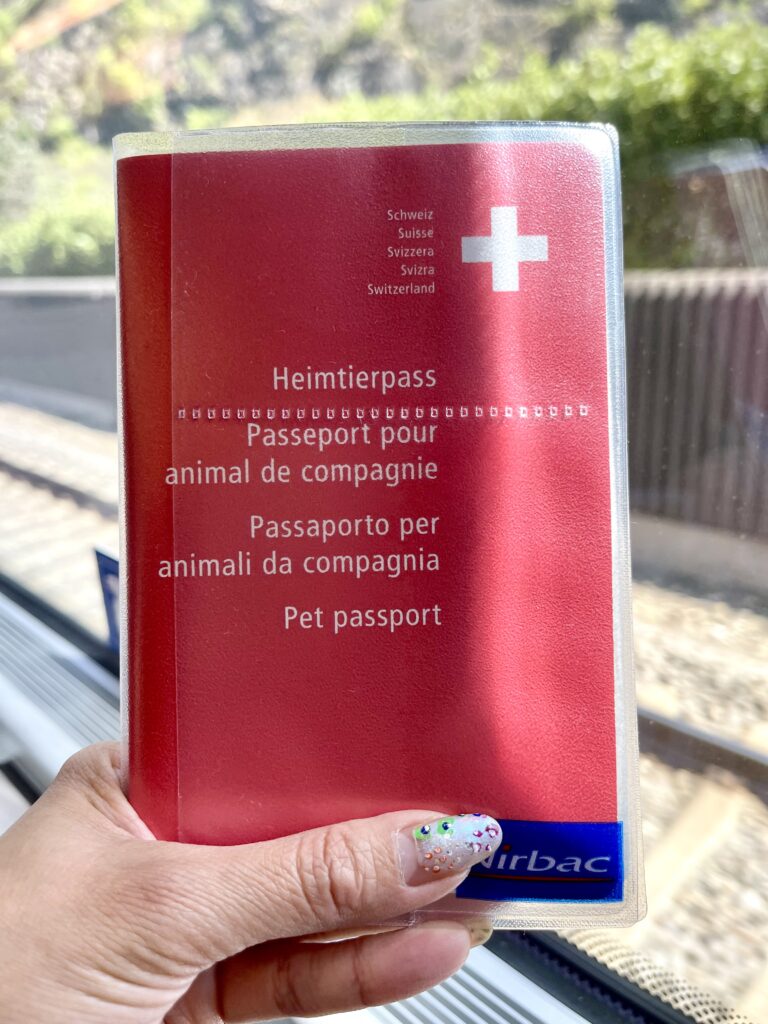 Schweiz
Suisse
Svizzera
Svizra
Switzerland
Heimtierpass
Passeport pour
animal de compagnie
Passaporto per
animali da compagnia
Pet passport